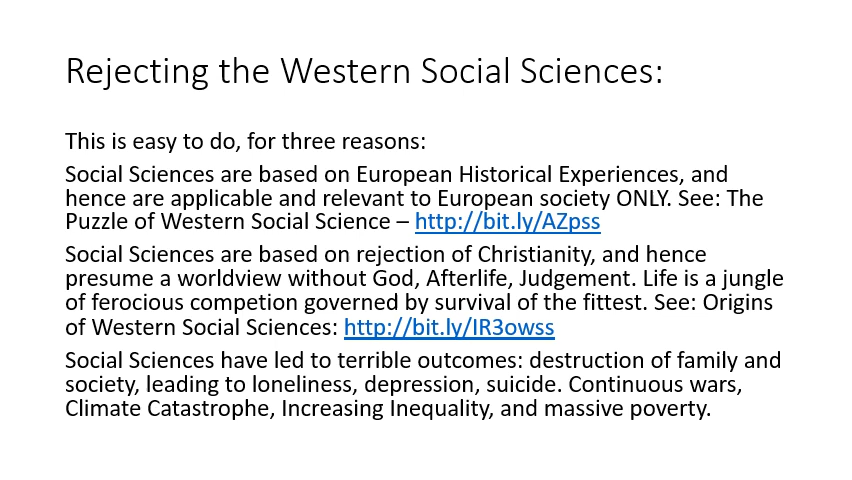 Rejecting the Western Social Sciences:
This is easy to do, for three reasons:
Social Sciences are based on European Historical Experiences, and
hence are applicable and relevant to European society ONLY. See: The
Puzzle of Western Social Science – http://bit.ly/AZpss
Social Sciences are based on rejection of Christianity, and hence
presume a worldview without God, Afterlife, Judgement. Life is a jungle
of ferocious competion governed by survival of the fittest. See: Origins
of Western Social Sciences: http://bit.ly/IR3owss
Social Sciences have led to terrible outcomes: destruction of family and
society, leading to loneliness, depression, suicide. Continuous wars,
Climate Catastrophe, Increasing Inequality, and massive poverty.